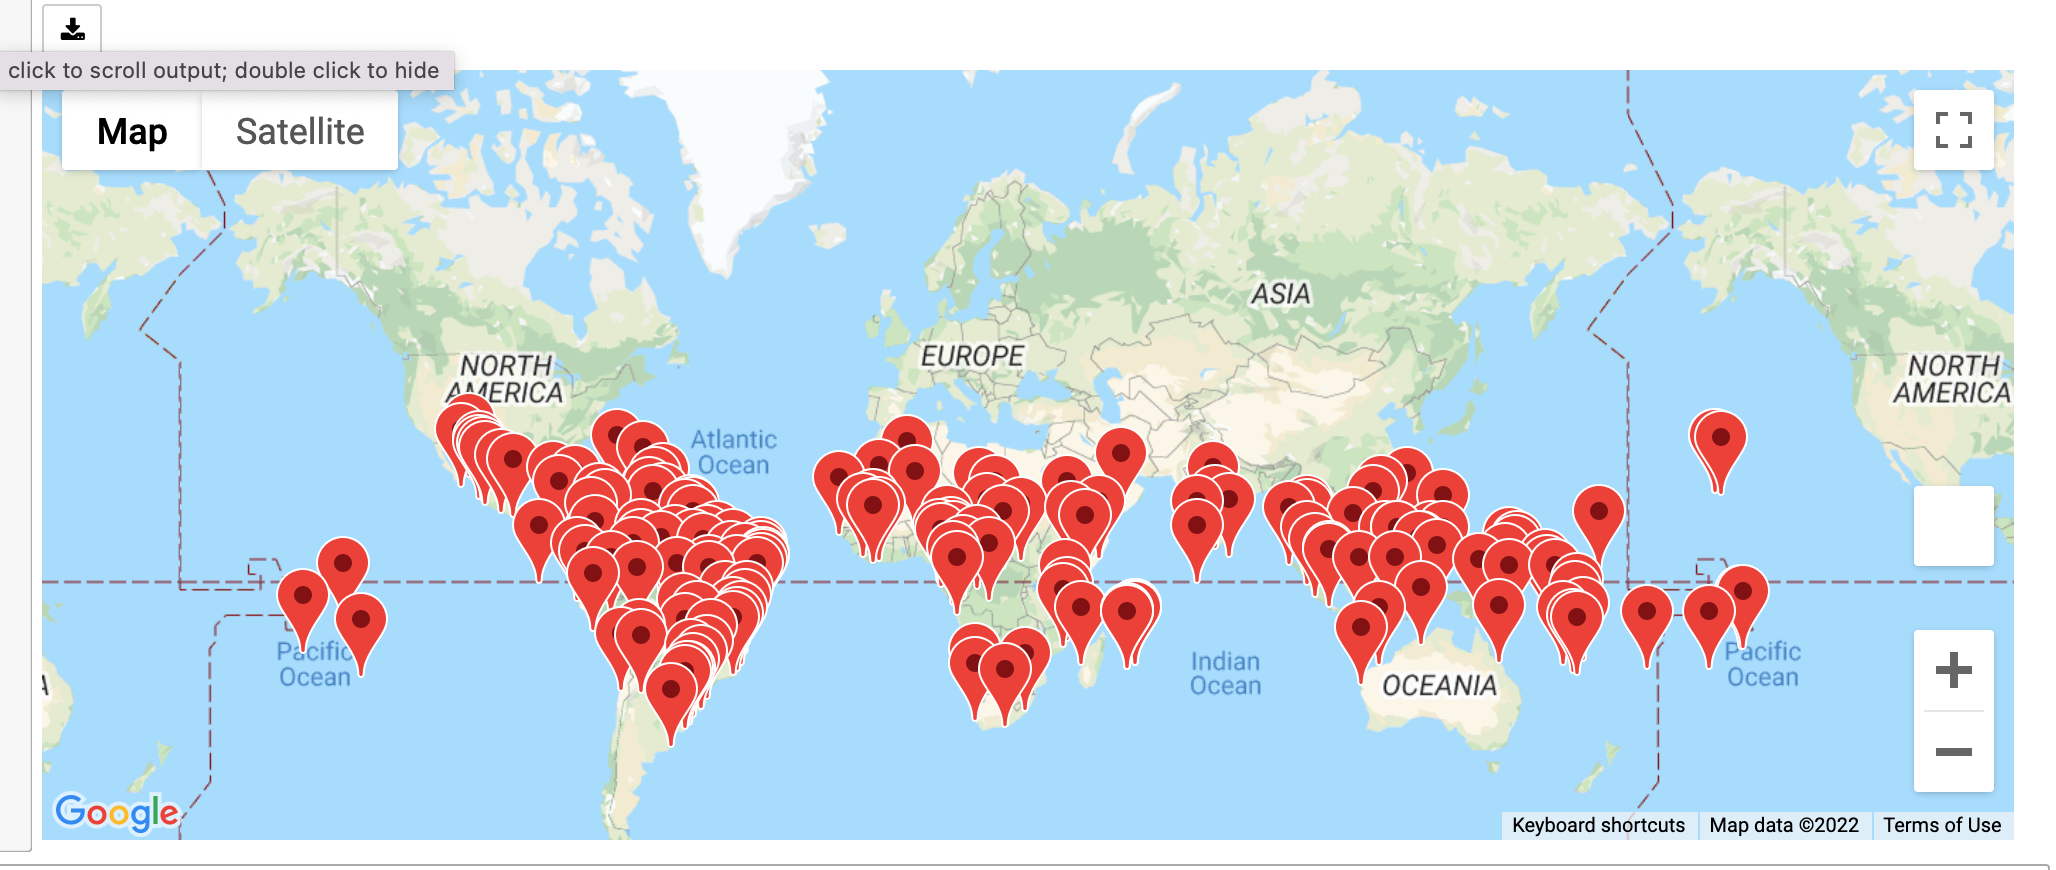 click to scroll output; double click to hide
Map
Satellite
ASIA
EUROPE
NORTH
AMERICA
NORTH
AMERICA
Atlantic
Ocean
Pacific
Ocean
Indian
Ocean
OCEANIA
Pacific
Ocean
A
Google
Keyboard shortcuts
Map data ©2022
Terms of Use